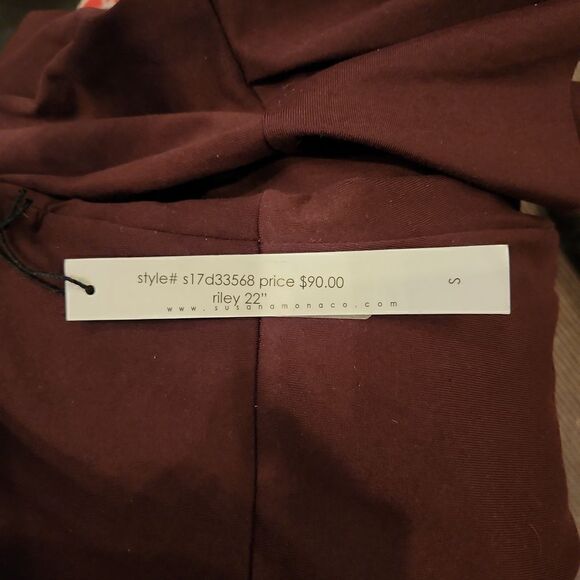 style# s17d33568 price $90.00
riley 22"
www.susanamonaco.com
S